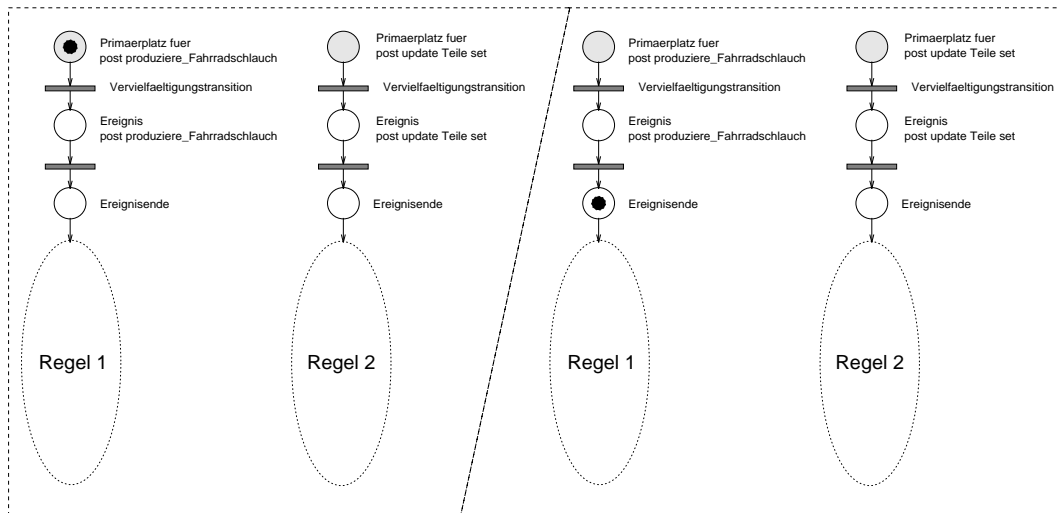 Primaerplatz fuer
post produziere_Fahrradschlauch
Vervielfaeltigungstransition
Ereignis
post produziere_Fahrradschlauch
Ereignisende
Regel 1
Primaerplatz fuer
post update Teile set
Vervielfaeltigungstransition
Ereignis
post update Teile set
Ereignisende
Regel 2
Primaerplatz fuer
post produziere_Fahrradschlauch
Vervielfaeltigungstransition
Ereignis
post produziere_Fahrradschlauch
Ereignisende
Regel 1
Primaerplatz fuer
post update Teile set
Vervielfaeltigungstransition
Ereignis
post update Teile set
Ereignisende
Regel 2